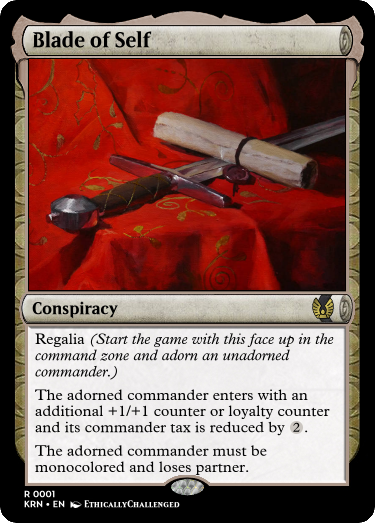 Blade of Self
Conspiracy
Regalia (Start the game with this face up in the
command zone and adorn an unadorned
commander.)
The adorned commander enters with an
additional +1/+1 counter or loyalty counter
and its commander tax is reduced by 2.
The adorned commander must be
monocolored and loses partner.
R 0001
KRN • EN EthicallyChallenged